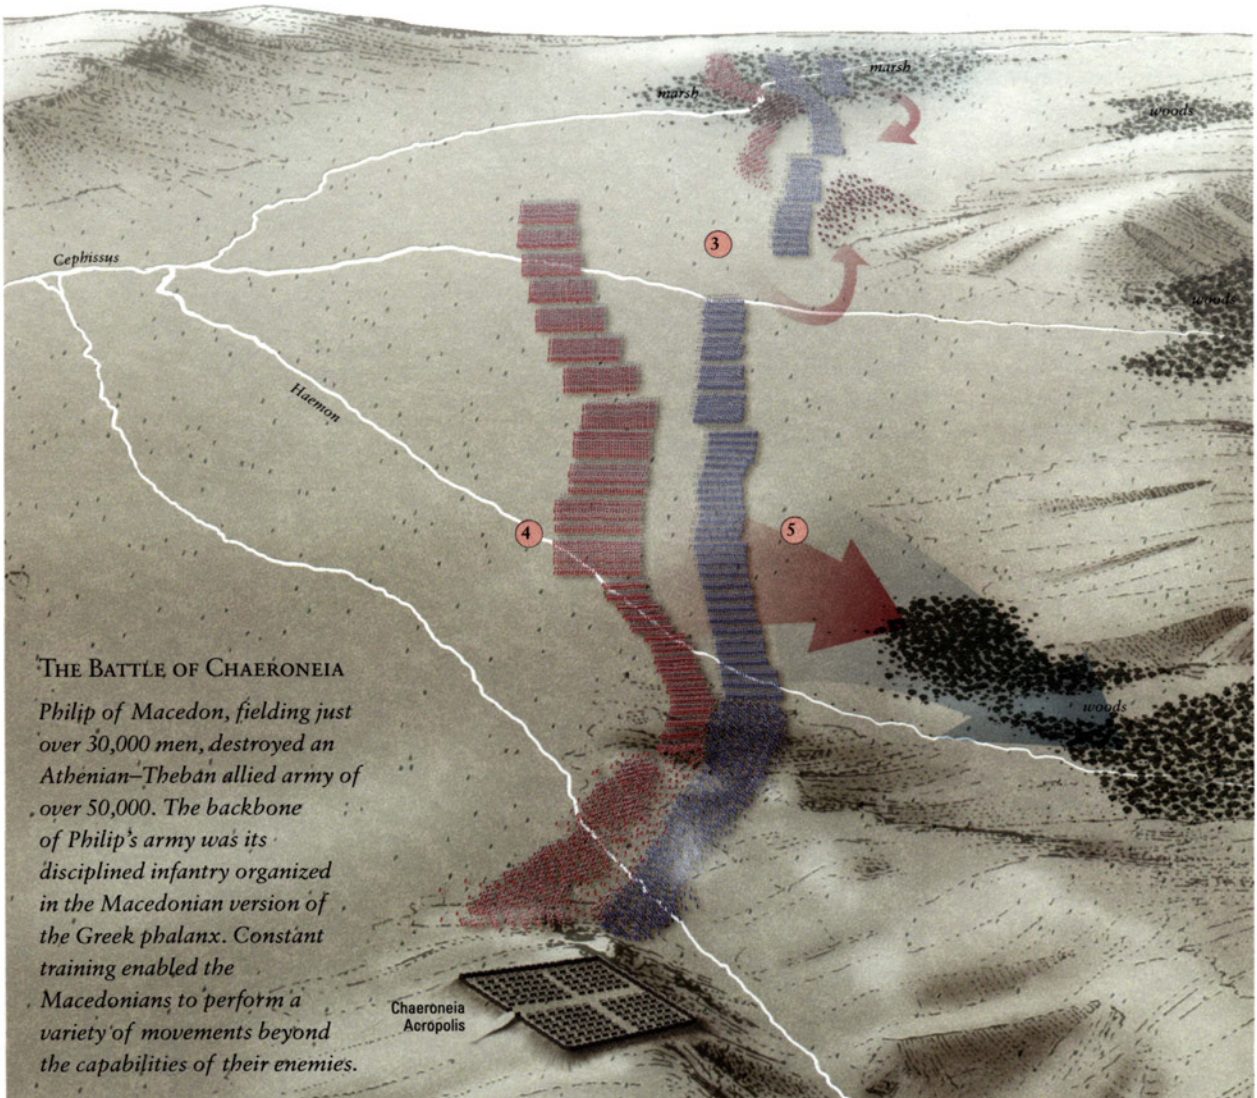 marsh
marsh
woods
3
Cephissus
woods
Haemon
4
5
THE BATTLE OF CHAERONEIA
Philip of Macedon, fielding just
over 30,000 men, destroyed an
Athenian–Theban allied army of
over 50,000. The backbone
of Philip's army was its
disciplined infantry organized
in the Macedonian version of
the Greek phalanx. Constant
training enabled the
Macedonians to perform a
variety of movements beyond
the capabilities of their enemies.
woods
Chaeroneia
Acropolis